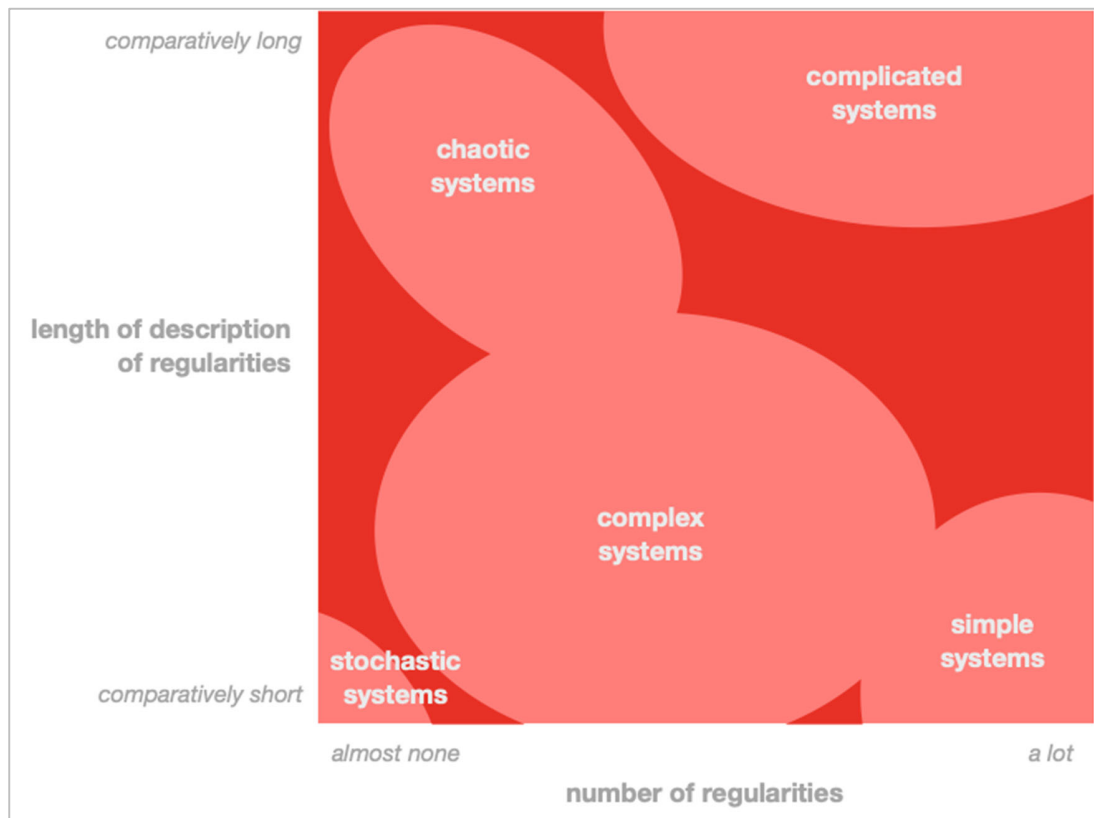 comparatively long
complicated
systems
chaotic
systems
length of description
of regularities
complex
systems
simple
systems
stochastic
systems
comparatively short
almost none
a lot
number of regularities